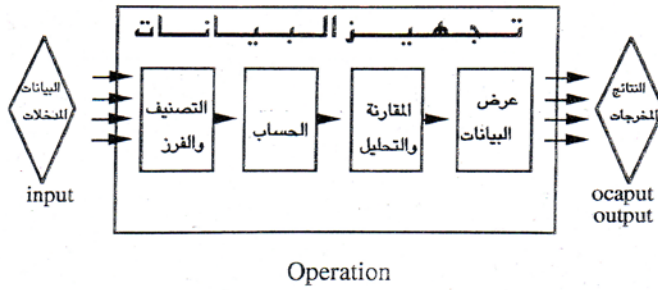 تجهيز البيانات
البيانات
المدخلات
input
التصنيف
والفرز
الحساب
المقارنة
والتحليل
عرض
البيانات
النتائج
المخرجات
ocaput
output
Operation